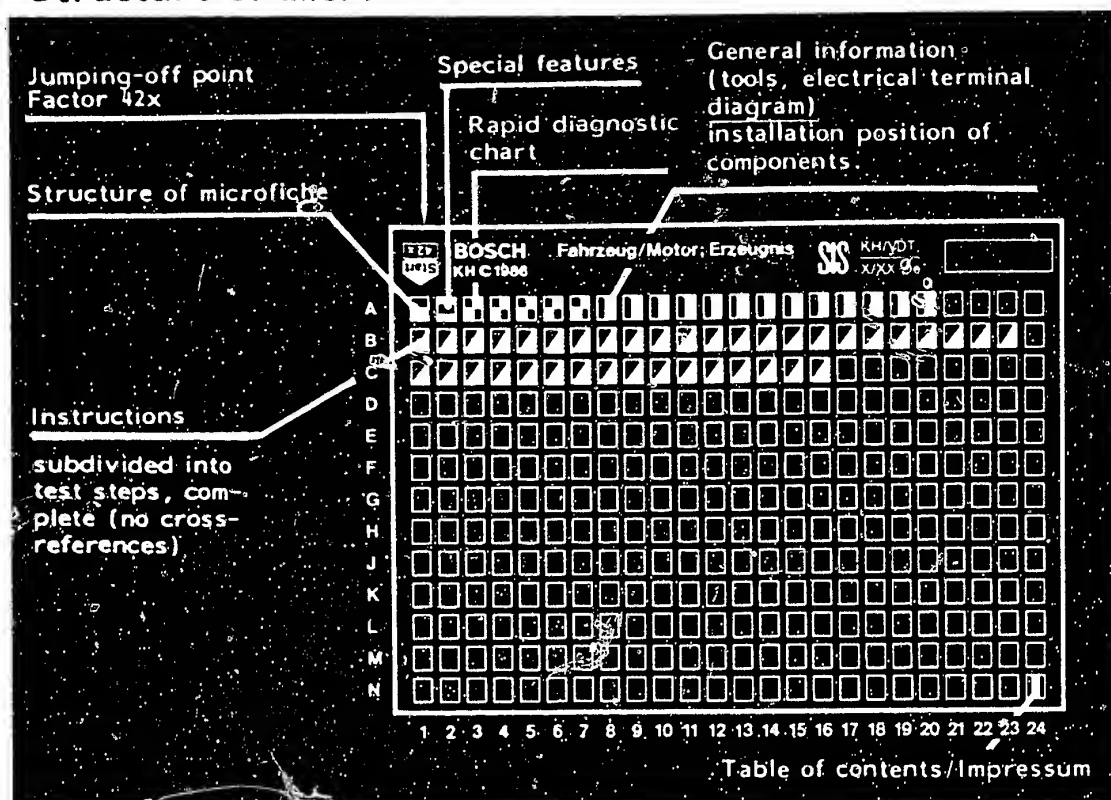 Jumping-off point
Factor 42x
Special features
General information
(tools, electrical terminal
diagram)
installation position of
components.
Rapid diagnostic
chart
Structure of microfiche
Start
42x
BOSCH
KH C 1986
Fahrzeug/Motor; Erzeugnis
SIS
KH/VDT
X/XX
A
B
C
D
E
F
G
H
J
K
L
M
N
Instructions
subdivided into
test steps, com-
plete (no cross-
references)
1 2 3 4 5 6 7 8 9 10 11 12 13 14 15 16 17 18 19 20 21 22 23 24
Table of contents/Impressum